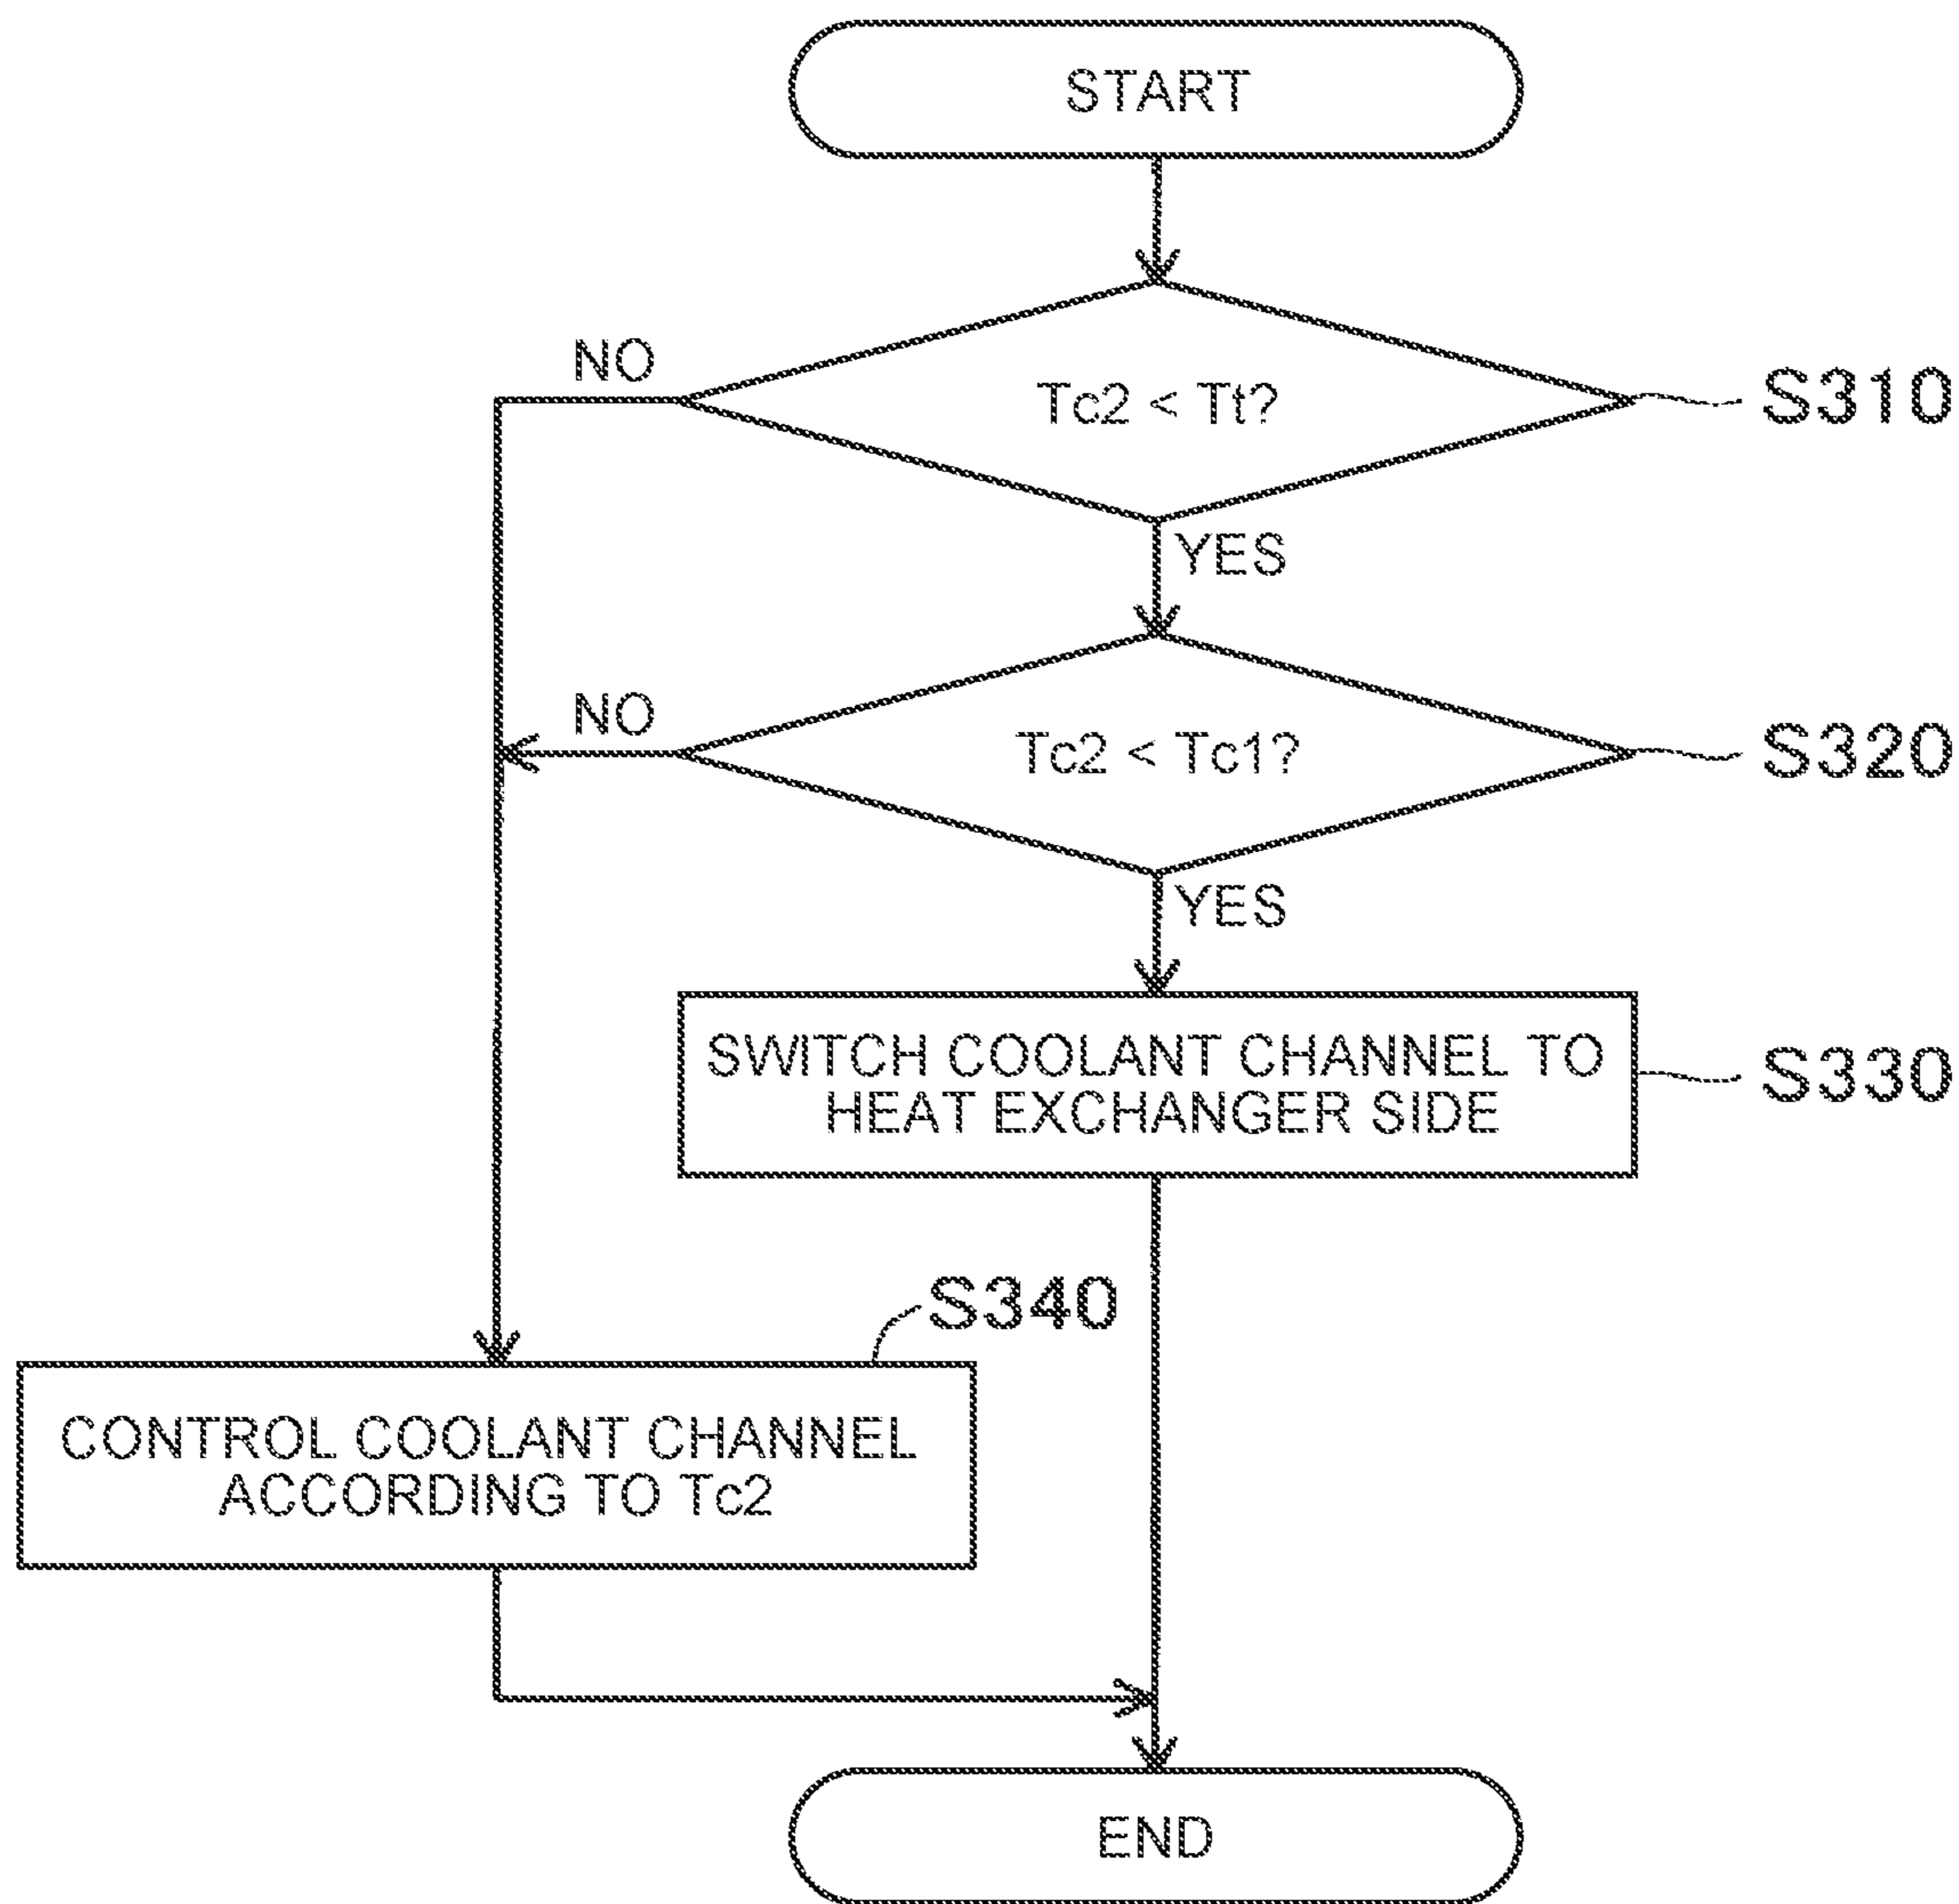 START
NO
Tc2 < Tt?
S310
YES
NO
Tc2 < Tc1?
S320
YES
SWITCH COOLANT CHANNEL TO
HEAT EXCHANGER SIDE
S330
S340
CONTROL COOLANT CHANNEL
ACCORDING TO Tc2
END